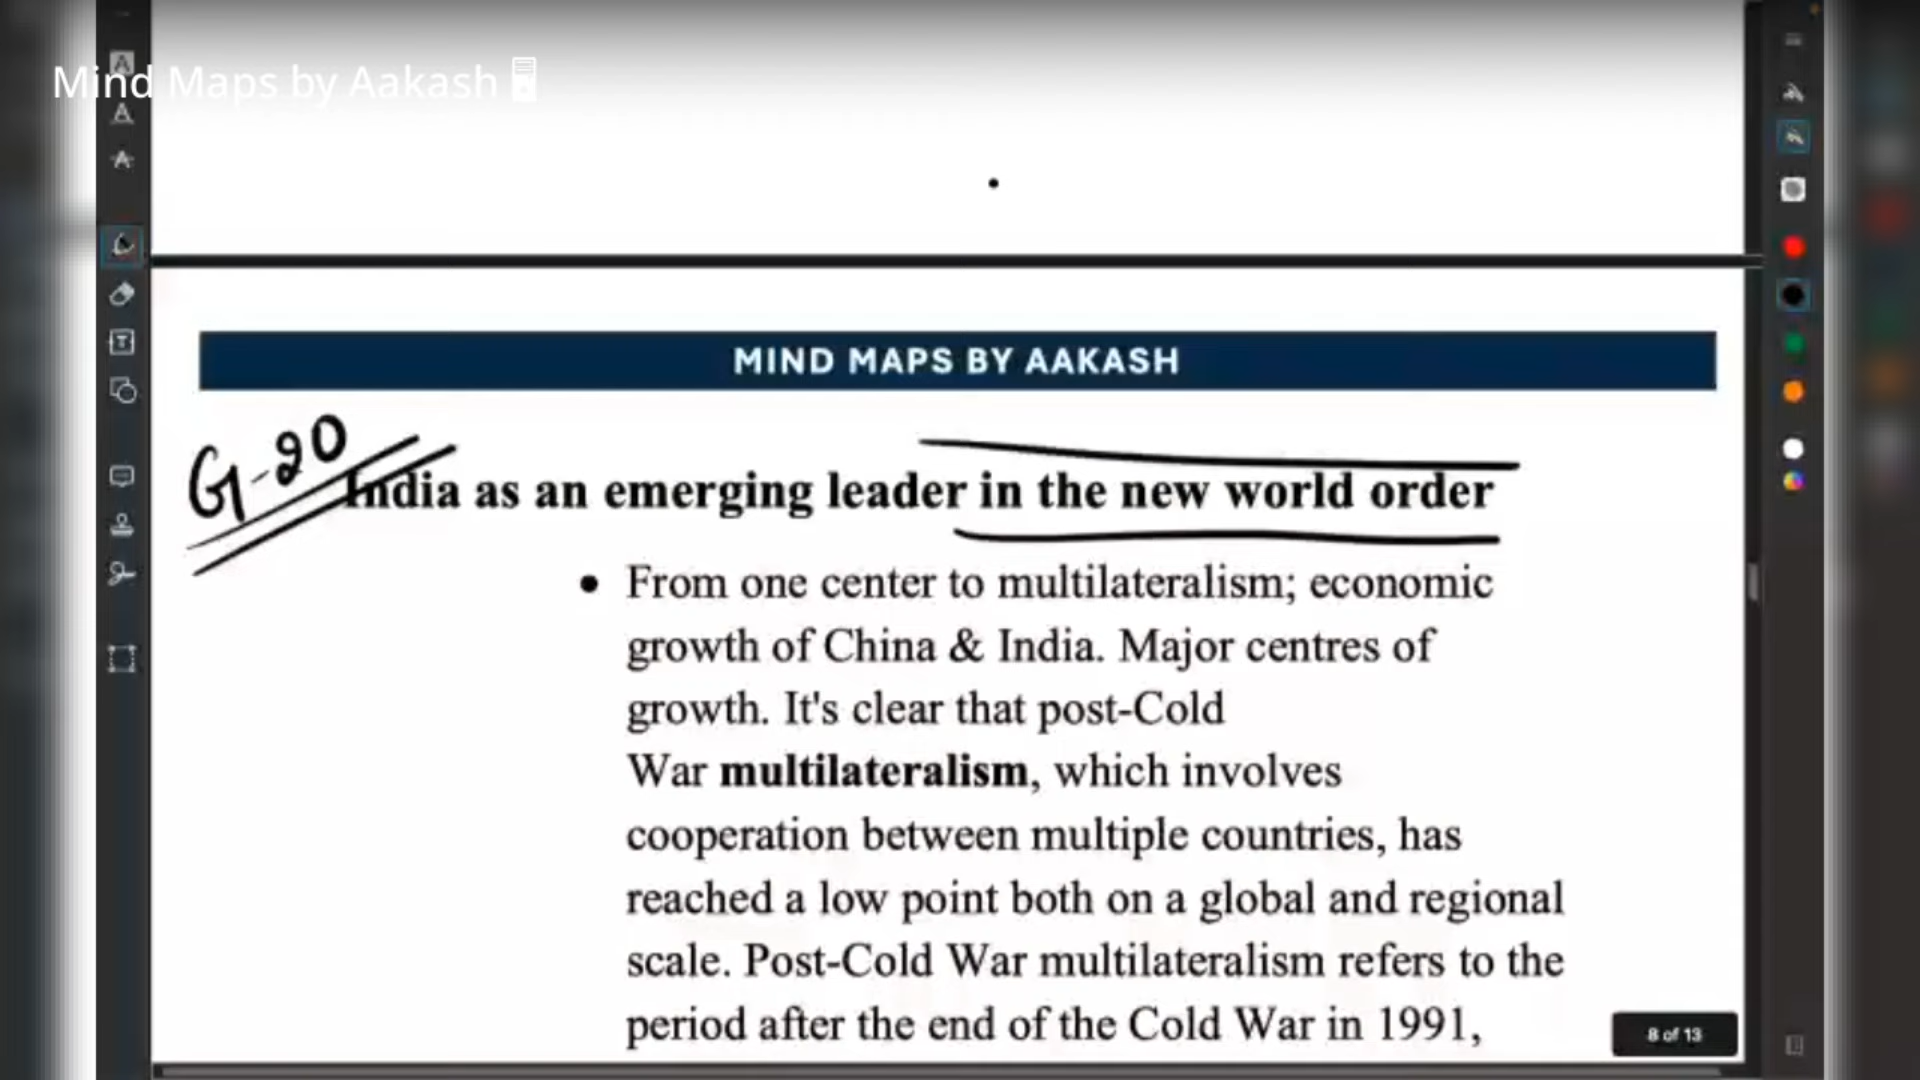 Mind Maps by Aakash
MIND MAPS BY AAKASH
G-20
India as an emerging leader in the new world order
• From one center to multilateralism; economic
growth of China & India. Major centres of
growth. It's clear that post-Cold
War multilateralism, which involves
cooperation between multiple countries, has
reached a low point both on a global and regional
scale. Post-Cold War multilateralism refers to the
period after the end of the Cold War in 1991,
8 of 13